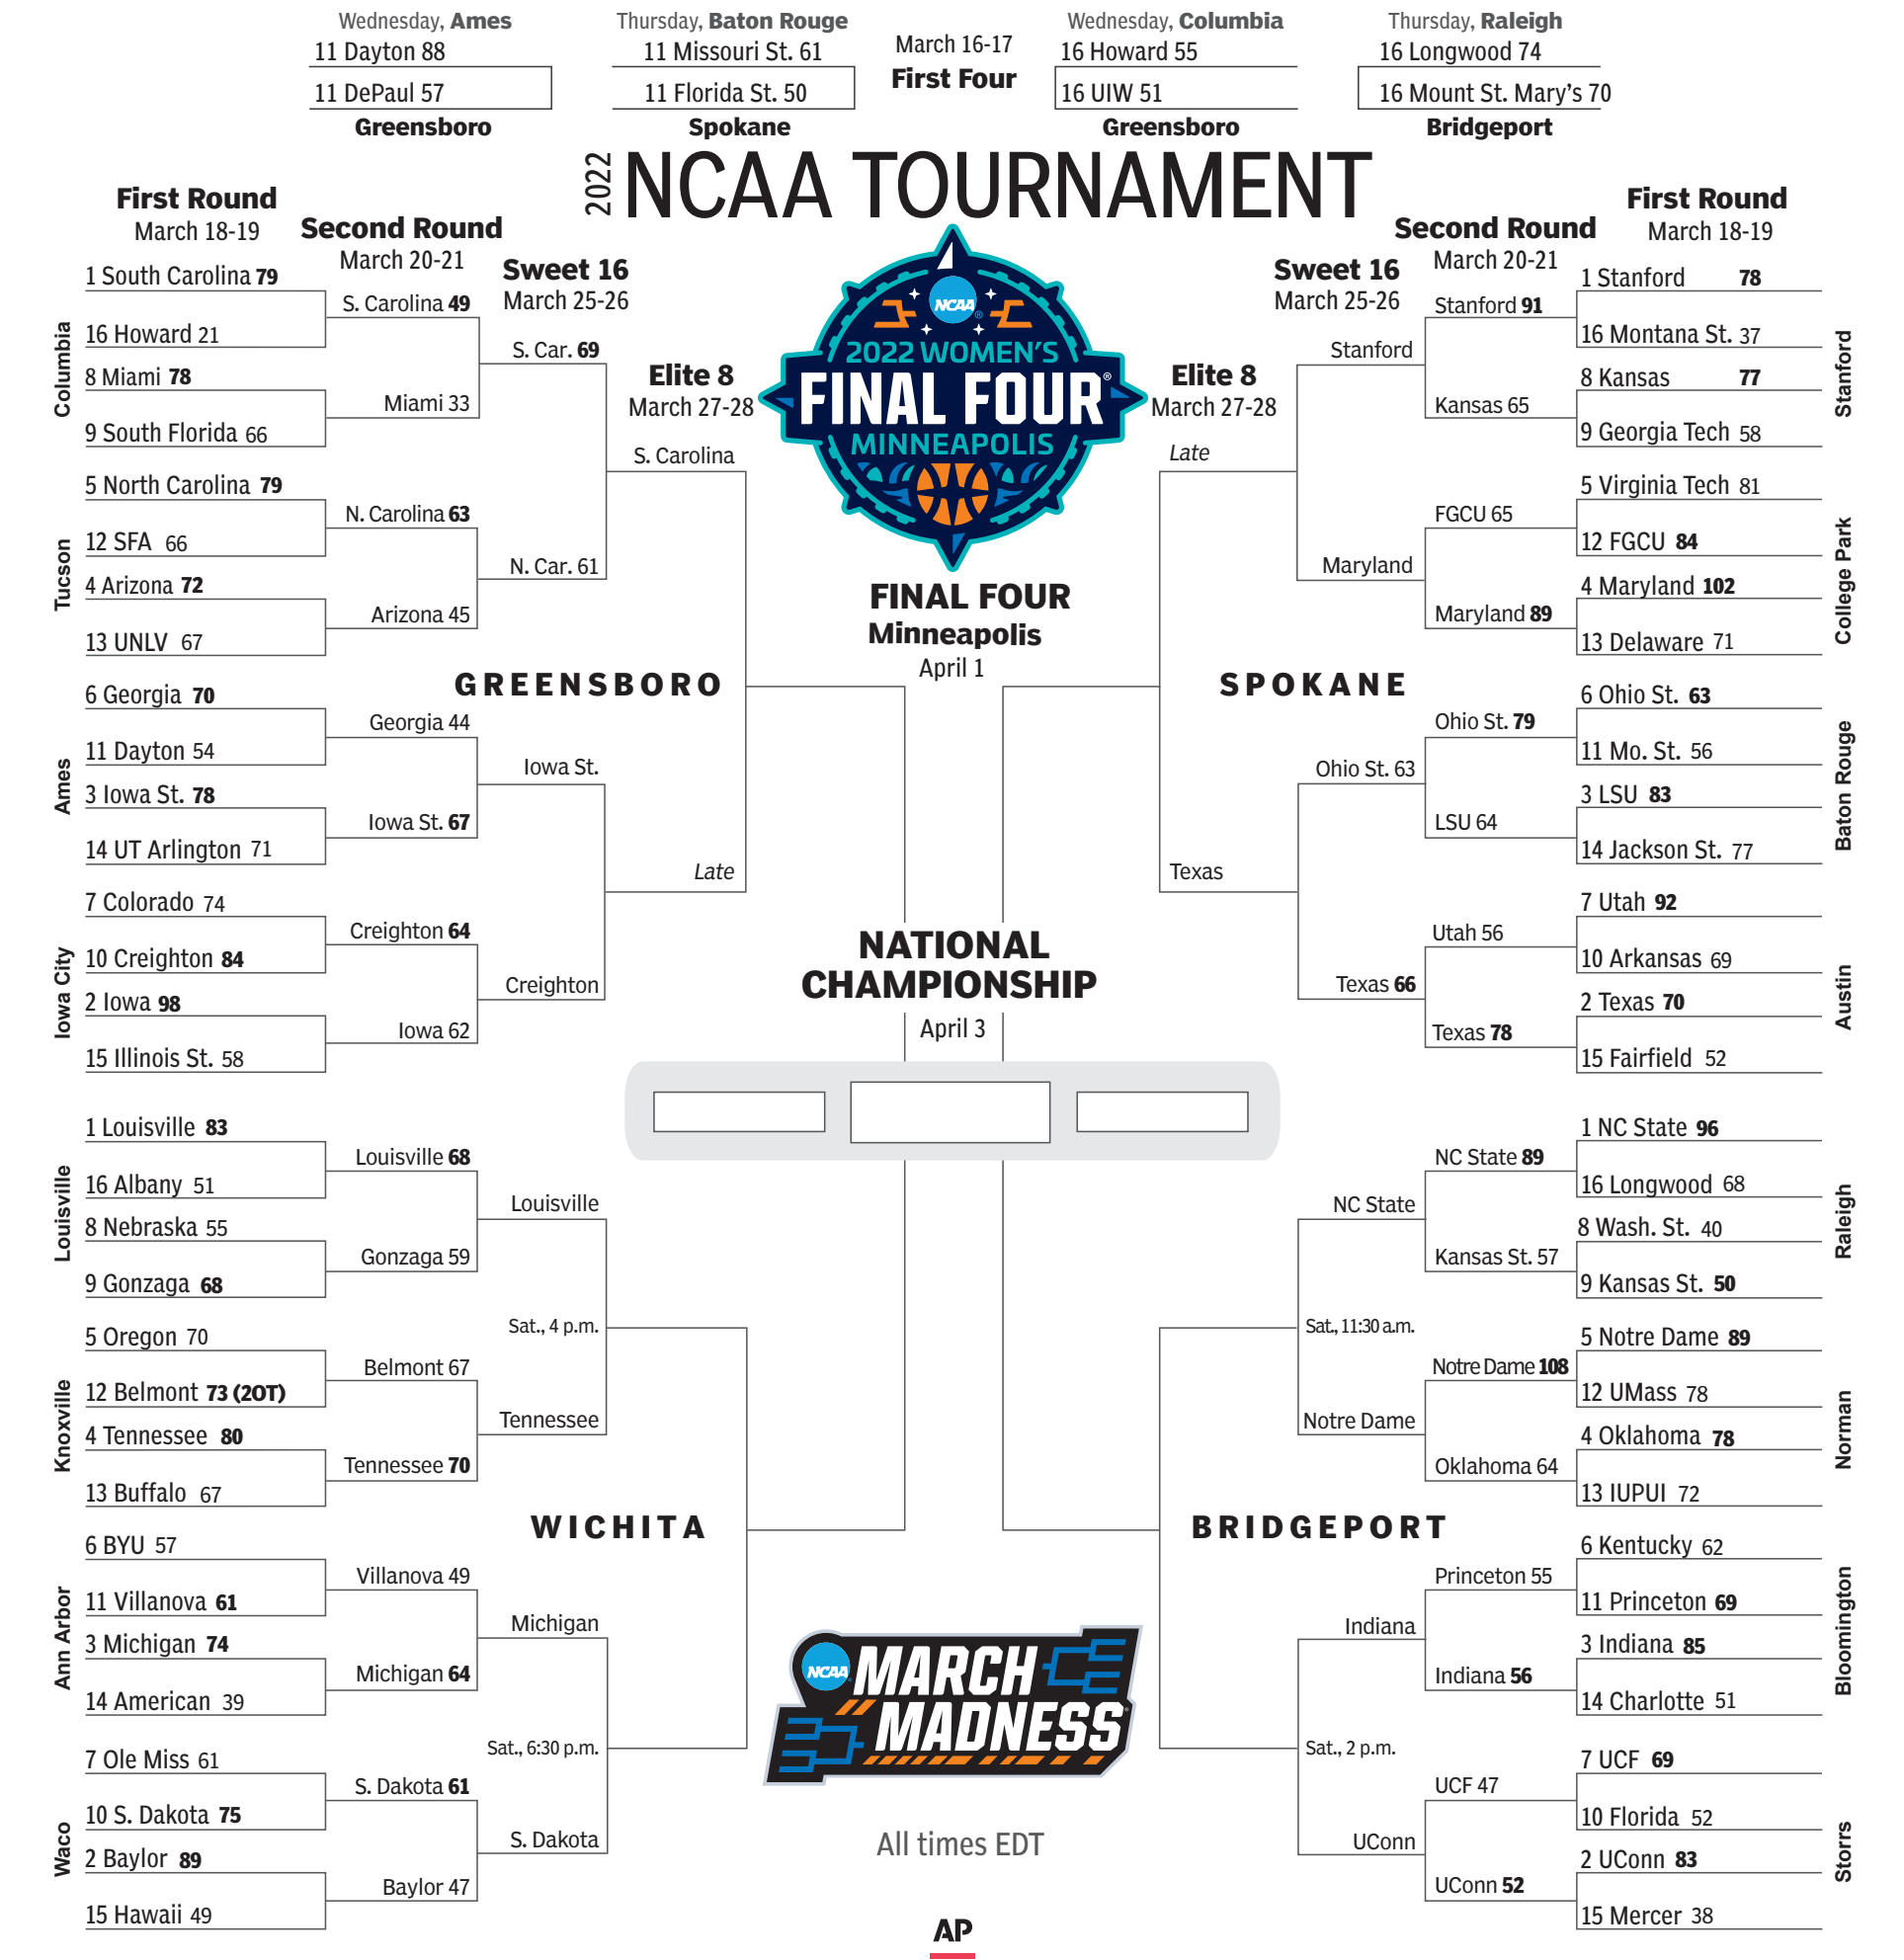 Wednesday, Ames
11 Dayton 88
11 DePaul 57
Greensboro
Thursday, Baton Rouge
11 Missouri St. 61
11 Florida St. 50
Spokane
March 16-17
First Four
Wednesday, Columbia
16 Howard 55
16 UIW 51
Greensboro
Thursday, Raleigh
16 Longwood 74
16 Mount St. Mary's 70
Bridgeport
2022 NCAA TOURNAMENT
First Round
March 18-19
Second Round
March 20-21
Sweet 16
March 25-26
Elite 8
March 27-28
Columbia
1 South Carolina 79
16 Howard 21
8 Miami 78
9 South Florida 66
S. Carolina 49
Miami 33
S. Car. 69
Tucson
5 North Carolina 79
12 SFA 66
4 Arizona 72
13 UNLV 67
N. Carolina 63
Arizona 45
N. Car. 61
S. Carolina
GREENSBORO
Ames
6 Georgia 70
11 Dayton 54
3 Iowa St. 78
14 UT Arlington 71
Georgia 44
Iowa St. 67
Iowa St.
Late
Iowa City
7 Colorado 74
10 Creighton 84
2 Iowa 98
15 Illinois St. 58
Creighton 64
Iowa 62
Creighton
Louisville
1 Louisville 83
16 Albany 51
8 Nebraska 55
9 Gonzaga 68
Louisville 68
Gonzaga 59
Louisville
Sat., 4 p.m.
Knoxville
5 Oregon 70
12 Belmont 73 (2OT)
4 Tennessee 80
13 Buffalo 67
Belmont 67
Tennessee 70
Tennessee
WICHITA
Ann Arbor
6 BYU 57
11 Villanova 61
3 Michigan 74
14 American 39
Villanova 49
Michigan 64
Michigan
Sat., 6:30 p.m.
Waco
7 Ole Miss 61
10 S. Dakota 75
2 Baylor 89
15 Hawaii 49
S. Dakota 61
Baylor 47
S. Dakota
NCAA ®
2022 WOMEN'S
FINAL FOUR ®
MINNEAPOLIS
FINAL FOUR
Minneapolis
April 1
NATIONAL
CHAMPIONSHIP
April 3
NCAA
MARCH
MADNESS
All times EDT
AP
First Round
March 18-19
Second Round
March 20-21
Sweet 16
March 25-26
Elite 8
March 27-28
1 Stanford 78
16 Montana St. 37
8 Kansas 77
9 Georgia Tech 58
Stanford
Stanford 91
Kansas 65
Stanford
Late
5 Virginia Tech 81
12 FGCU 84
4 Maryland 102
13 Delaware 71
College Park
FGCU 65
Maryland 89
Maryland
SPOKANE
6 Ohio St. 63
11 Mo. St. 56
3 LSU 83
14 Jackson St. 77
Baton Rouge
Ohio St. 79
LSU 64
Ohio St. 63
Texas
7 Utah 92
10 Arkansas 69
2 Texas 70
15 Fairfield 52
Austin
Utah 56
Texas 78
Texas 66
1 NC State 96
16 Longwood 68
8 Wash. St. 40
9 Kansas St. 50
Raleigh
NC State 89
Kansas St. 57
NC State
Sat., 11:30 a.m.
5 Notre Dame 89
12 UMass 78
4 Oklahoma 78
13 IUPUI 72
Norman
Notre Dame 108
Oklahoma 64
Notre Dame
BRIDGEPORT
6 Kentucky 62
11 Princeton 69
3 Indiana 85
14 Charlotte 51
Bloomington
Princeton 55
Indiana 56
Indiana
Sat., 2 p.m.
7 UCF 69
10 Florida 52
2 UConn 83
15 Mercer 38
Storrs
UCF 47
UConn 52
UConn